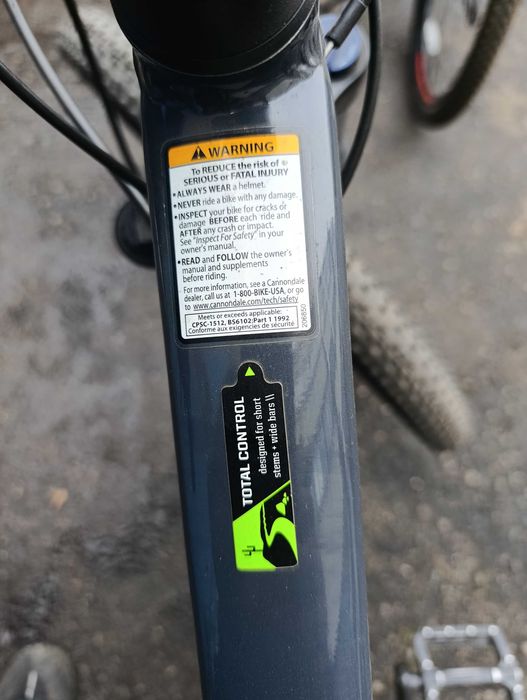 WARNING
To REDUCE the risk of
SERIOUS or FATAL INJURY
•ALWAYS WEAR a helmet.
•NEVER ride a bike with any damage.
•INSPECT your bike for cracks or
damage BEFORE each ride and
AFTER any crash or impact.
See "Inspect For Safety" in your
owner's manual.
•READ and FOLLOW the owner's
manual and supplements
before riding.
For more information, see a Cannondale
dealer, call us at 1-800-BIKE-USA, or go
to www.cannondale.com/tech/safety
Meets or exceeds applicable:
CPSC-1512, BS6102:Part 1 1992
Conforme aux exigencies de sécurité
206850
TOTAL CONTROL
designed for short
stems + wide bars \\